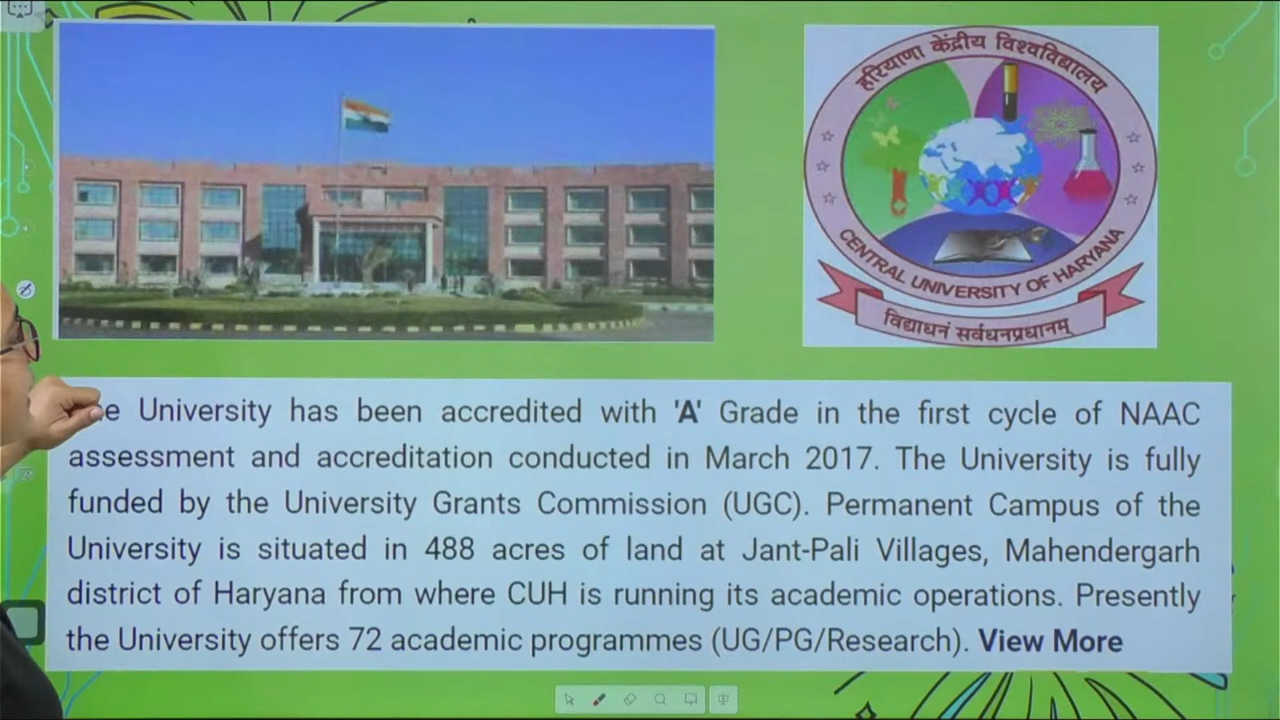 हरियाणा केंद्रीय विश्वविद्यालय
CENTRAL UNIVERSITY OF HARYANA
विद्याधनं सर्वधनप्रधानम्
University has been accredited with 'A' Grade in the first cycle of NAAC
assessment and accreditation conducted in March 2017. The University is fully
funded by the University Grants Commission (UGC). Permanent Campus of the
University is situated in 488 acres of land at Jant-Pali Villages, Mahendergarh
district of Haryana from where CUH is running its academic operations. Presently
the University offers 72 academic programmes (UG/PG/Research). View More